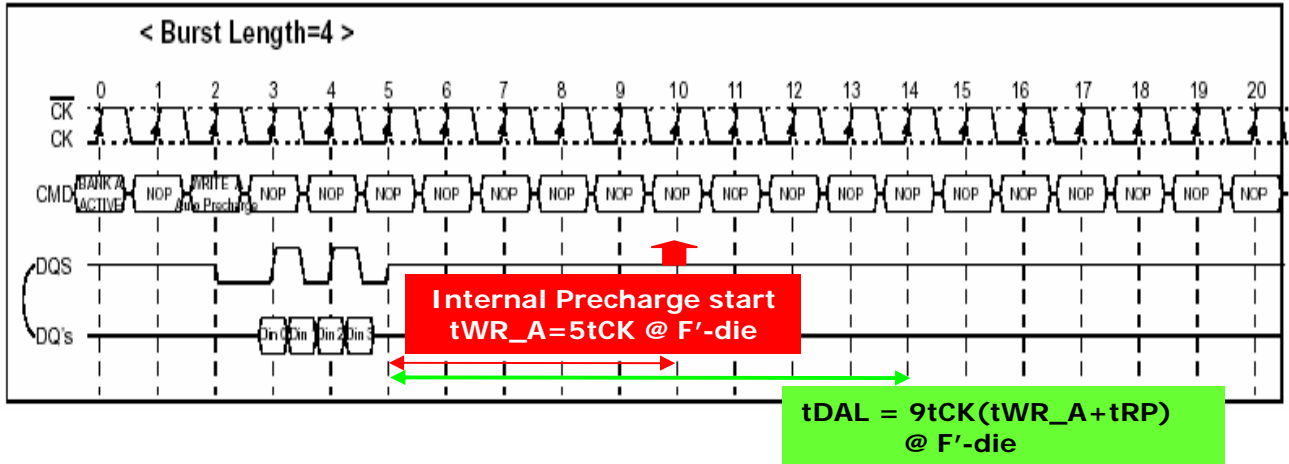 < Burst Length=4 >
0 1 2 3 4 5 6 7 8 9 10 11 12 13 14 15 16 17 18 19 20
CK
CK
CMD BANK A ACTIVE NOP WRITE A Auto Precharge NOP NOP NOP NOP NOP NOP NOP NOP NOP NOP NOP NOP NOP NOP NOP NOP NOP NOP
DQS
DQ's Din 0 Din Din 2 Din 3
Internal Precharge start
tWR_A=5tCK @ F'-die
tDAL = 9tCK(tWR_A+tRP)
@ F'-die